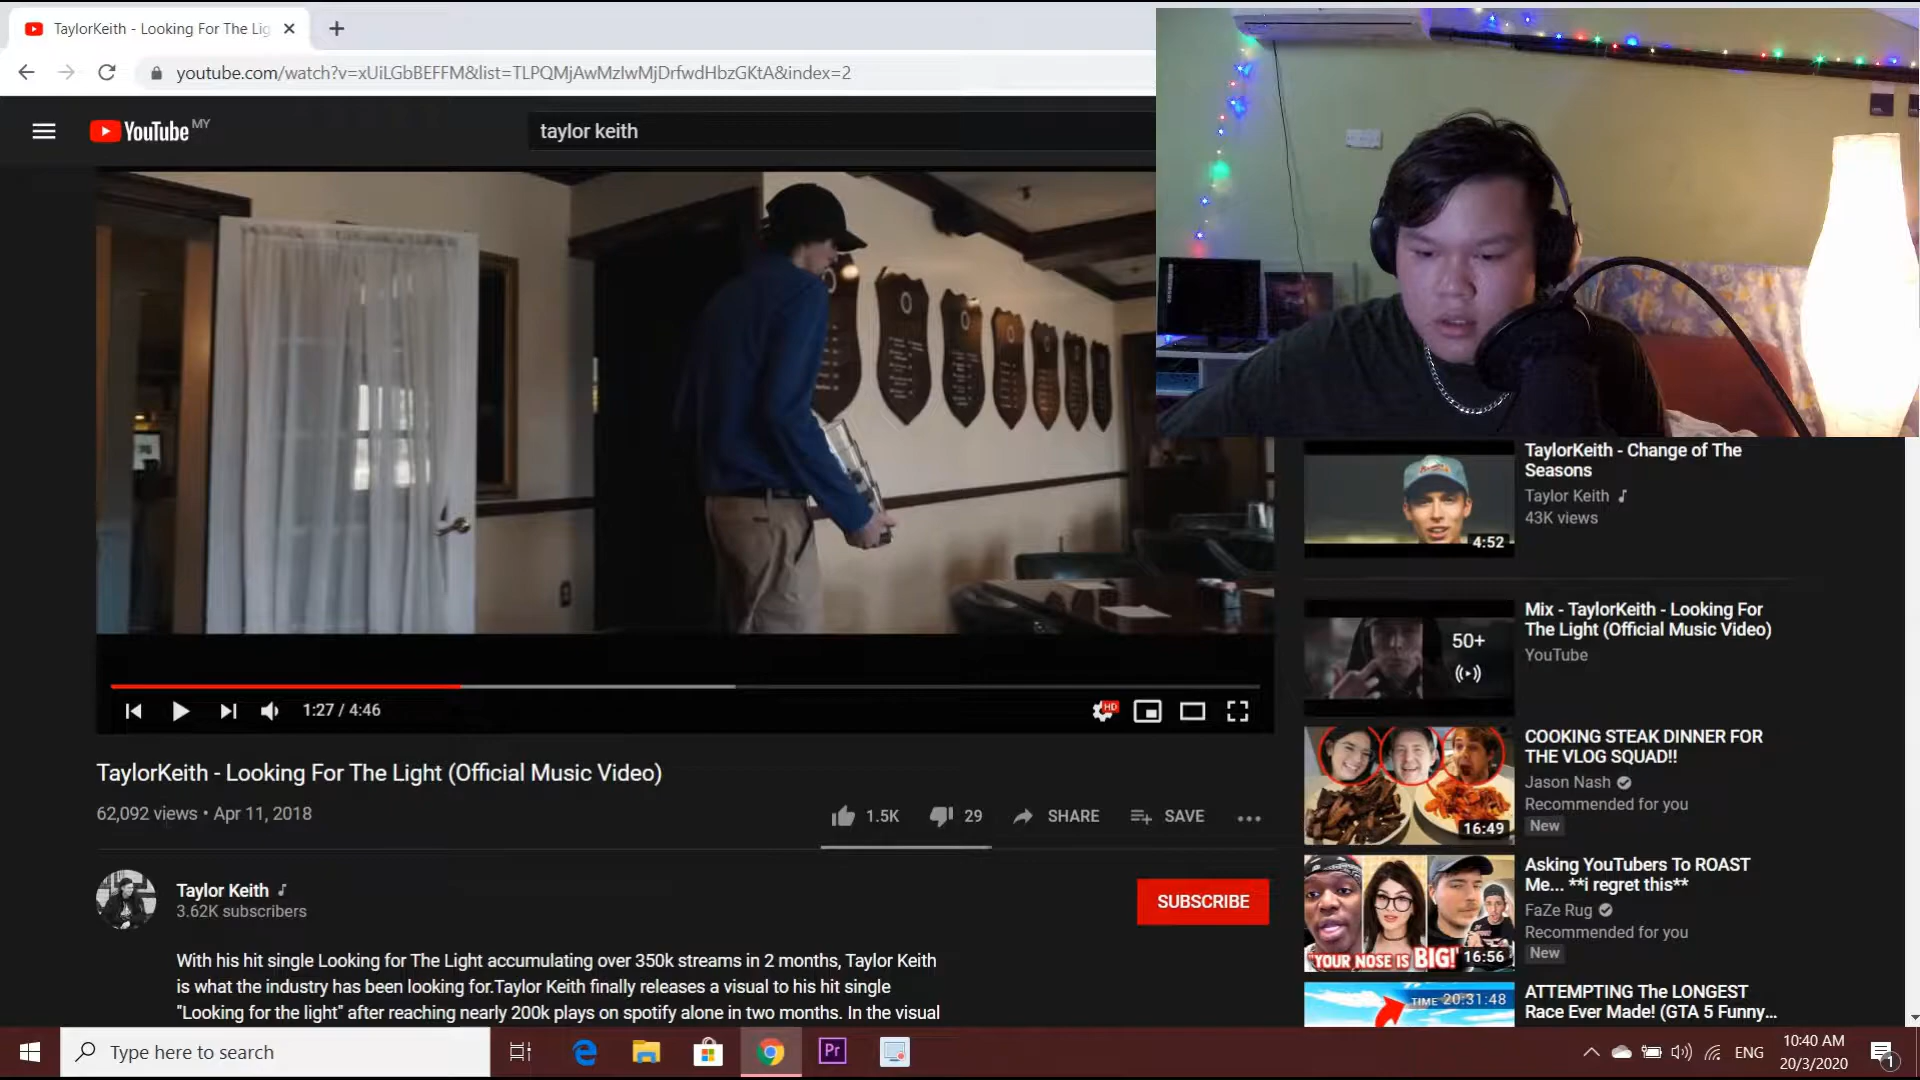 TaylorKeith - Looking For The Lig
youtube.com/watch?v=xUiLGbBEFFM&list=TLPQMjAwMzIwMjDrfwdHbzGKtA&index=2
YouTube MY
taylor keith
1:27 / 4:46
HD
TaylorKeith - Looking For The Light (Official Music Video)
62,092 views • Apr 11, 2018
1.5K
29
SHARE
SAVE
Taylor Keith
3.62K subscribers
SUBSCRIBE
With his hit single Looking for The Light accumulating over 350k streams in 2 months, Taylor Keith
is what the industry has been looking for.Taylor Keith finally releases a visual to his hit single
"Looking for the light" after reaching nearly 200k plays on spotify alone in two months. In the visual
TaylorKeith - Change of The
Seasons
Taylor Keith
43K views
4:52
Mix - TaylorKeith - Looking For
The Light (Official Music Video)
YouTube
50+
COOKING STEAK DINNER FOR
THE VLOG SQUAD!!
Jason Nash
Recommended for you
New
16:49
Asking YouTubers To ROAST
Me... **i regret this**
FaZe Rug
Recommended for you
New
"YOUR NOSE IS BIG!"
16:56
ATTEMPTING The LONGEST
Race Ever Made! (GTA 5 Funny...
TIME 20:31:48
Type here to search
Pr
ENG
10:40 AM
20/3/2020
1